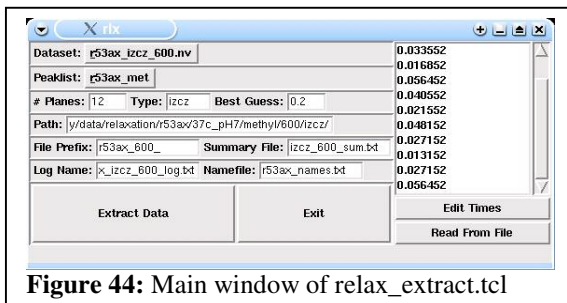 rlx
Dataset: r53ax_izcz_600.nv
Peaklist: r53ax_met
# Planes: 12 Type: izcz Best Guess: 0.2
Path: y/data/relaxation/r53ax/37c_pH7/methyl/600/izcz/
File Prefix: r53ax_600_ Summary File: izcz_600_sum.txt
Log Name: x_izcz_600_log.txt Namefile: r53ax_names.txt
Extract Data Exit
0.033552
0.016852
0.056452
0.040552
0.021552
0.048152
0.027152
0.013152
0.027152
0.056452
Edit Times
Read From File
Figure 44: Main window of relax_extract.tcl